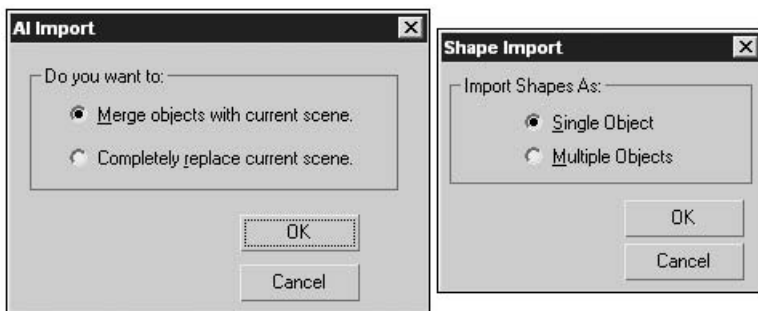 AI Import
Do you want to:
Merge objects with current scene.
Completely replace current scene.
OK
Cancel
Shape Import
Import Shapes As:
Single Object
Multiple Objects
OK
Cancel